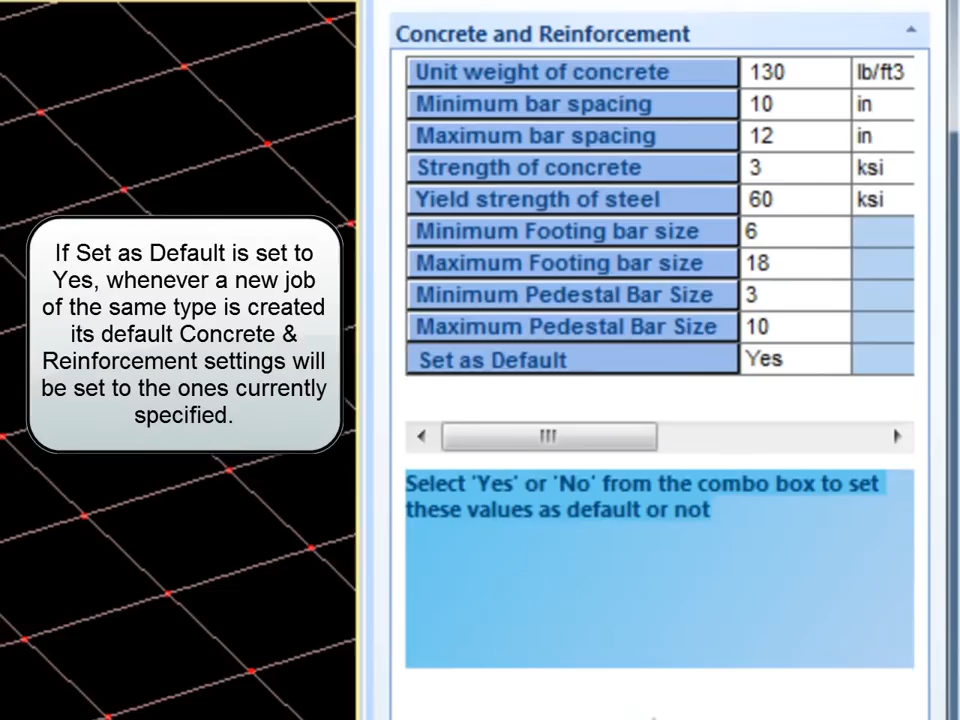 If Set as Default is set to
Yes, whenever a new job
of the same type is created
its default Concrete &
Reinforcement settings will
be set to the ones currently
specified.
Concrete and Reinforcement
Unit weight of concrete 130 lb/ft3
Minimum bar spacing 10 in
Maximum bar spacing 12 in
Strength of concrete 3 ksi
Yield strength of steel 60 ksi
Minimum Footing bar size 6
Maximum Footing bar size 18
Minimum Pedestal Bar Size 3
Maximum Pedestal Bar Size 10
Set as Default Yes
Select 'Yes' or 'No' from the combo box to set
these values as default or not